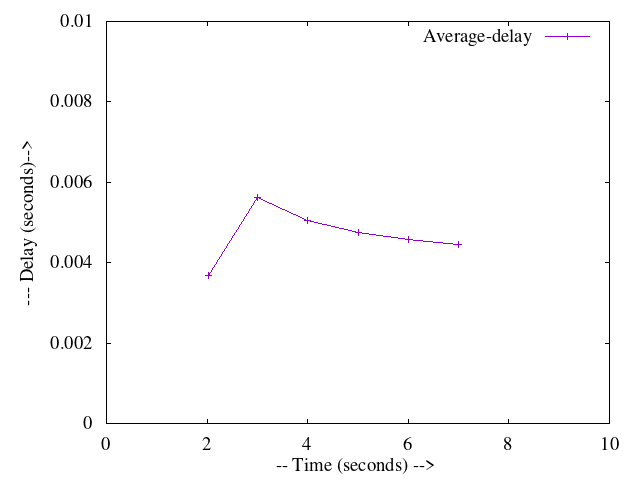 0.01
Average-delay
0.008
0.006
0.004
0.002
0
--- Delay (seconds)-->
0 2 4 6 8 10
-- Time (seconds) -->